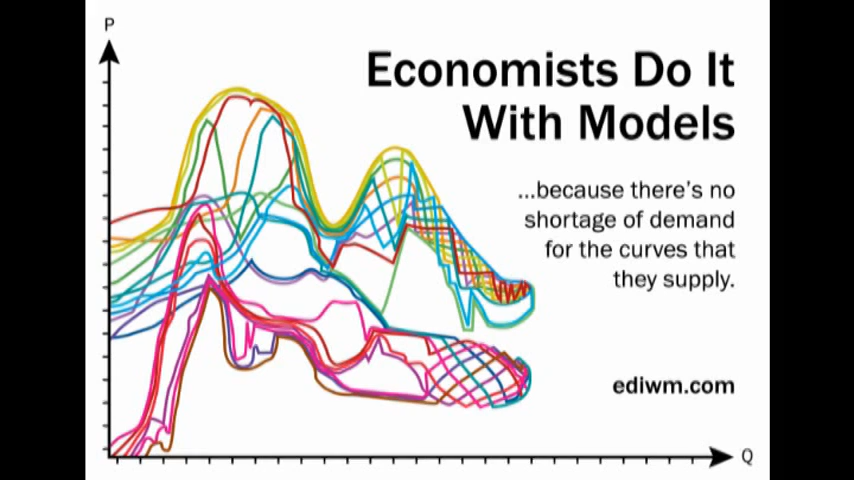 P
Economists Do It
With Models
...because there's no
shortage of demand
for the curves that
they supply.
ediwm.com
Q